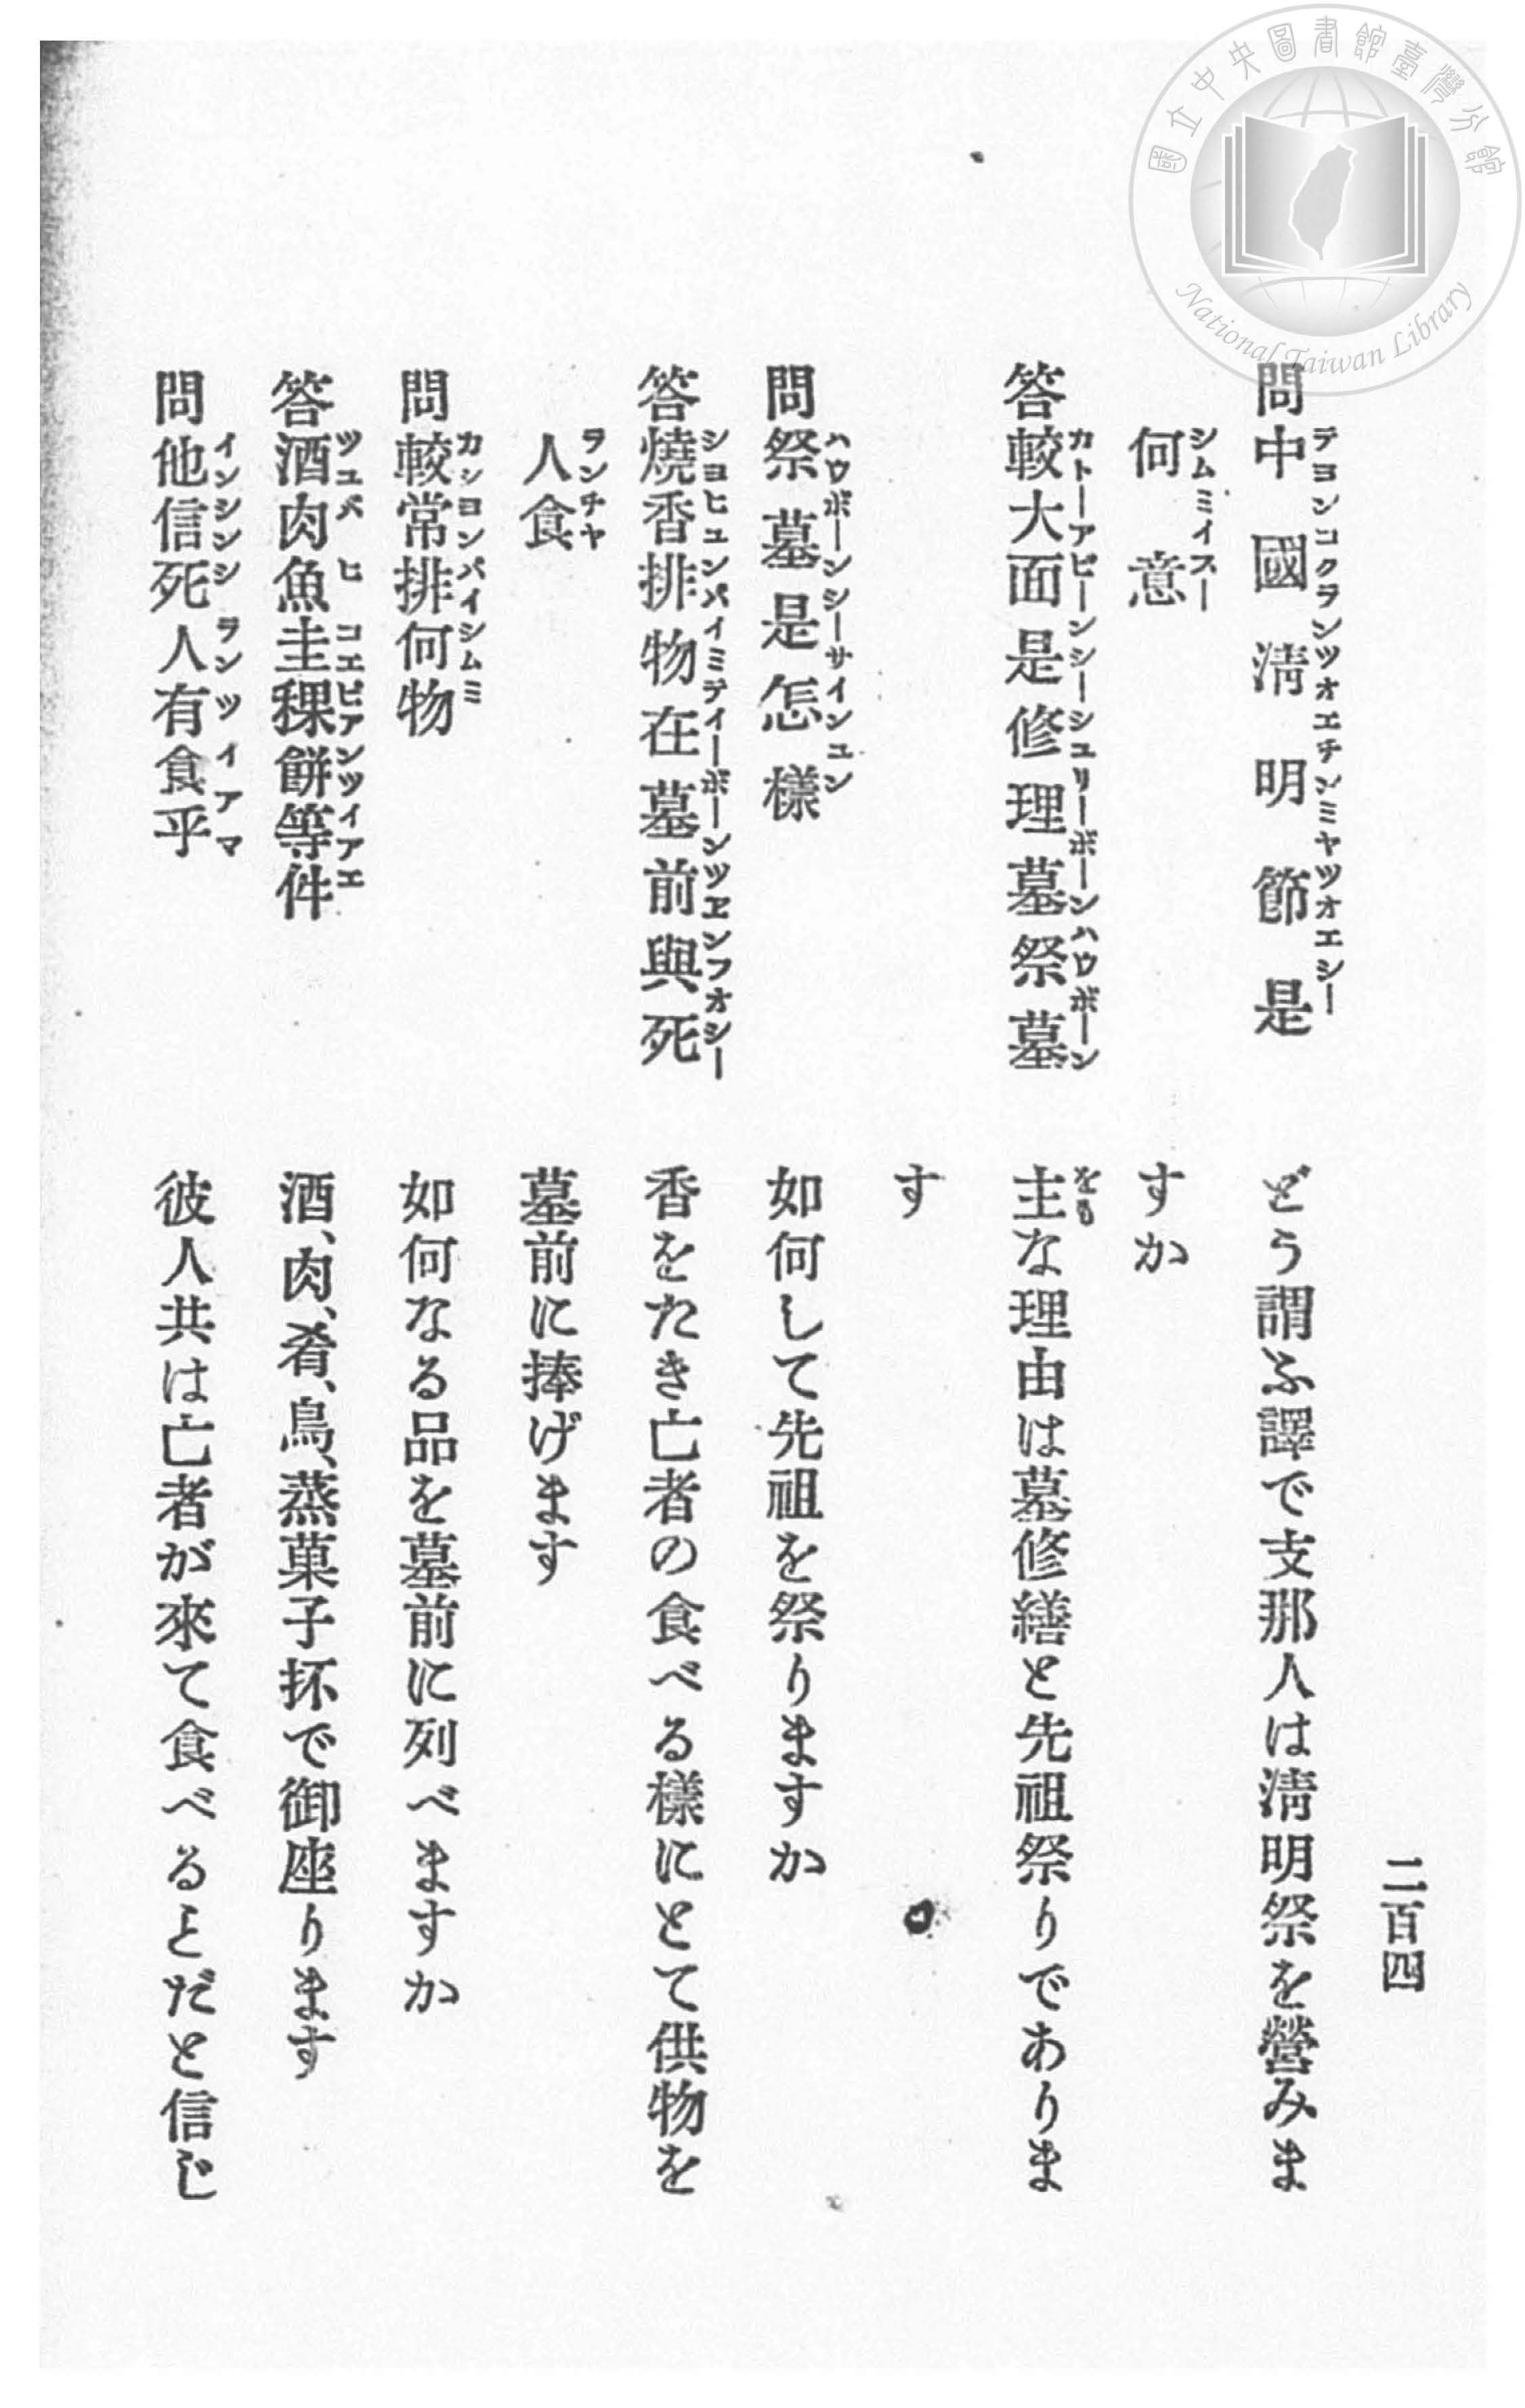 國立中央圖書館臺灣分館
National Taiwan Library
二百四
問中國淸明節是
テヨンコクランツオエチンミヤツオエシー
何意
シムミイスー
答較大面是修理墓祭墓
カトーアピーンシーシユリーボーンハウボーン
問祭墓是怎樣
ハウボーンシーサインユン
答燒香排物在墓前與死
シヨヒュンパイミテイーボーンツエンフオシー
人食
ランチヤ
問較常排何物
カシヨンパイシムミ
答酒肉魚主粿餅等件
ツユバ ヒ コエピアンツイアエ
問他信死人有食乎
インシンシ ランツイアマ
どう謂ふ譯で支那人は淸明祭を營みま
すか
主な理由は墓修繕と先祖祭りでありま
をも
す
如何して先祖を祭りますか
香をたき亡者の食べる樣にとて供物を
墓前に捧げます
如何なる品を墓前に列べますか
酒、肉、肴、鳥、蒸菓子抔で御座ります
彼人共は亡者が來て食べるとだと信じ